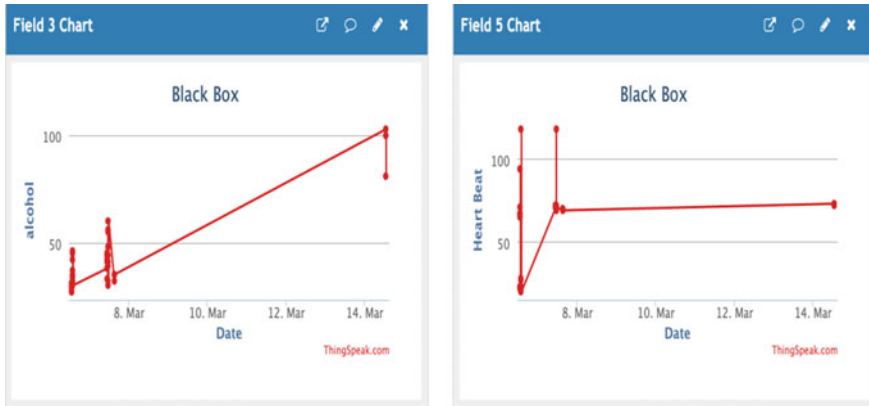 Field 3 Chart
Black Box
100
50
alcohol
8. Mar
10. Mar
12. Mar
14. Mar
Date
ThingSpeak.com
Field 5 Chart
Black Box
100
50
Heart Beat
8. Mar
10. Mar
12. Mar
14. Mar
Date
ThingSpeak.com